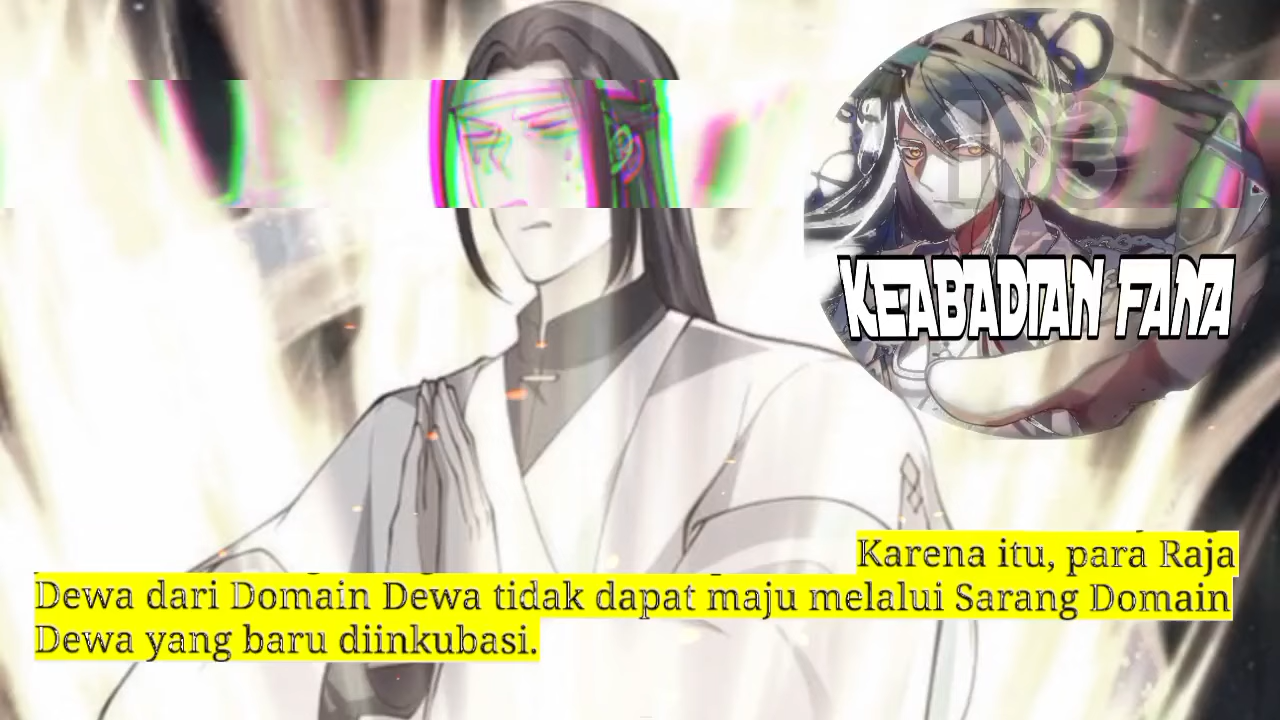 KEABADIAN FANA
Karena itu, para Raja
Dewa dari Domain Dewa tidak dapat maju melalui Sarang Domain
Dewa yang baru diinkubasi.